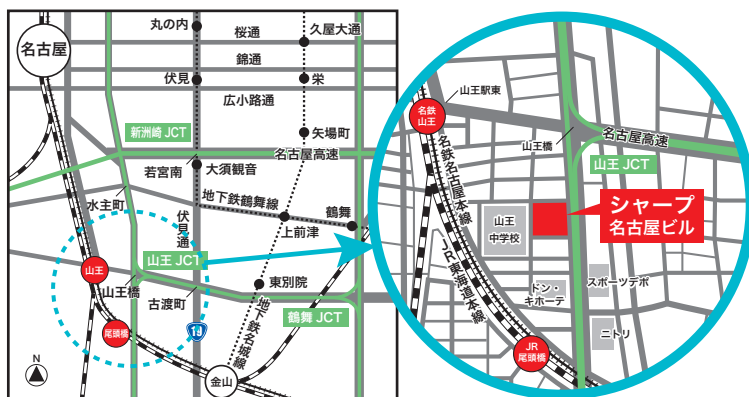 名古屋
丸の内
桜通
久屋大通
錦通
伏見
栄
広小路通
新洲崎 JCT
矢場町
名古屋高速
若宮南
大須観音
水主町
地下鉄鶴舞線
鶴舞
伏見通
上前津
山王
山王 JCT
山王橋
古渡町
東別院
地下鉄名城線
鶴舞 JCT
尾頭橋
19
金山
N
山王駅東
名鉄
山王
山王橋
名古屋高速
山王 JCT
名鉄名古屋本線
JR東海道本線
シャープ
名古屋ビル
山王
中学校
ドン・
キホーテ
スポーツデポ
ニトリ
JR
尾頭橋